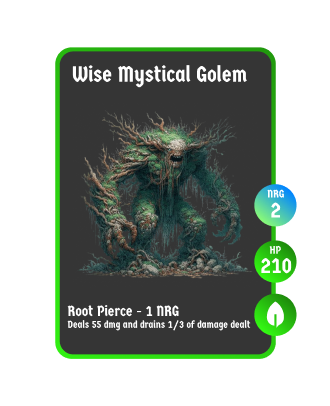 Wise Mystical Golem
NRG
2
HP
210
Root Pierce - 1 NRG
Deals 55 dmg and drains 1/3 of damage dealt